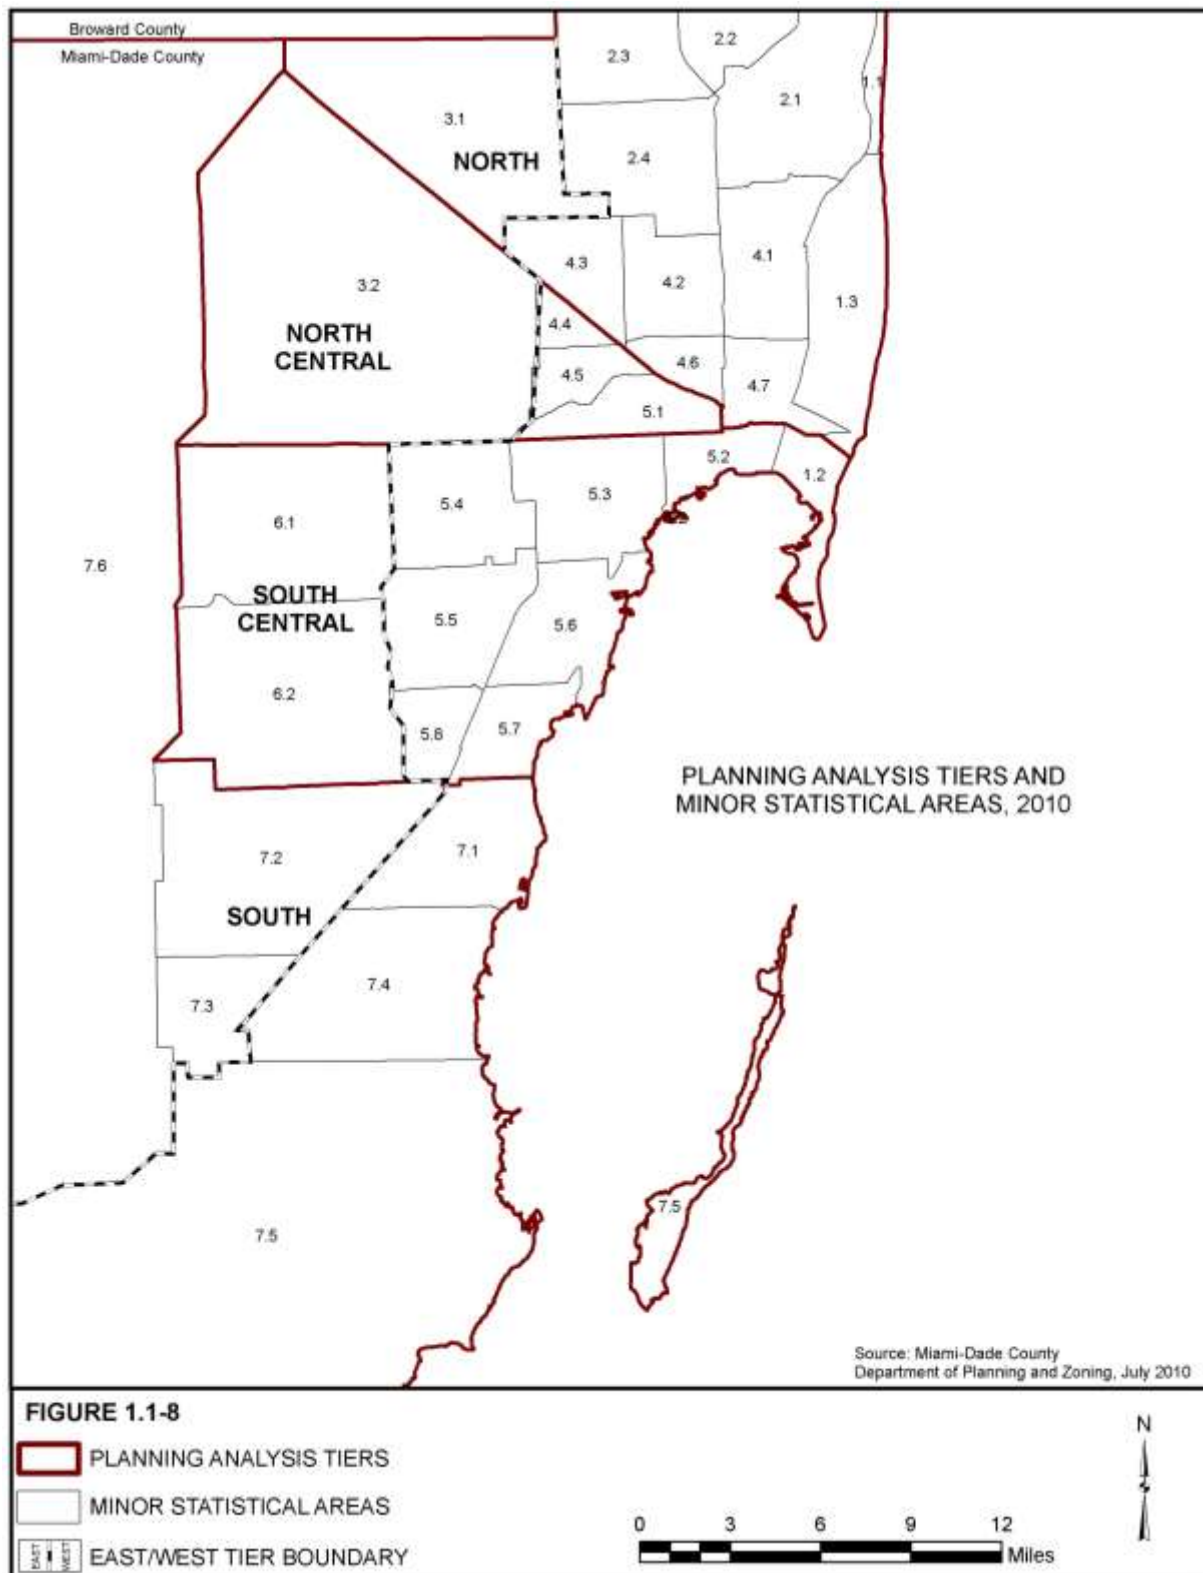 Broward County
Miami-Dade County
2.3
2.2
2.1
1.1
3.1
NORTH
2.4
4.3
4.2
4.1
1.3
3.2
NORTH
CENTRAL
4.4
4.5
4.6
4.7
5.1
5.2
1.2
5.3
5.4
6.1
7.6
SOUTH
CENTRAL
5.5
5.6
6.2
5.8
5.7
PLANNING ANALYSIS TIERS AND
MINOR STATISTICAL AREAS, 2010
7.2
7.1
SOUTH
7.3
7.4
7.5
7.5
Source: Miami-Dade County
Department of Planning and Zoning, July 2010
FIGURE 1.1-8
PLANNING ANALYSIS TIERS
MINOR STATISTICAL AREAS
EAST WEST EAST/WEST TIER BOUNDARY
0 3 6 9 12
Miles
N